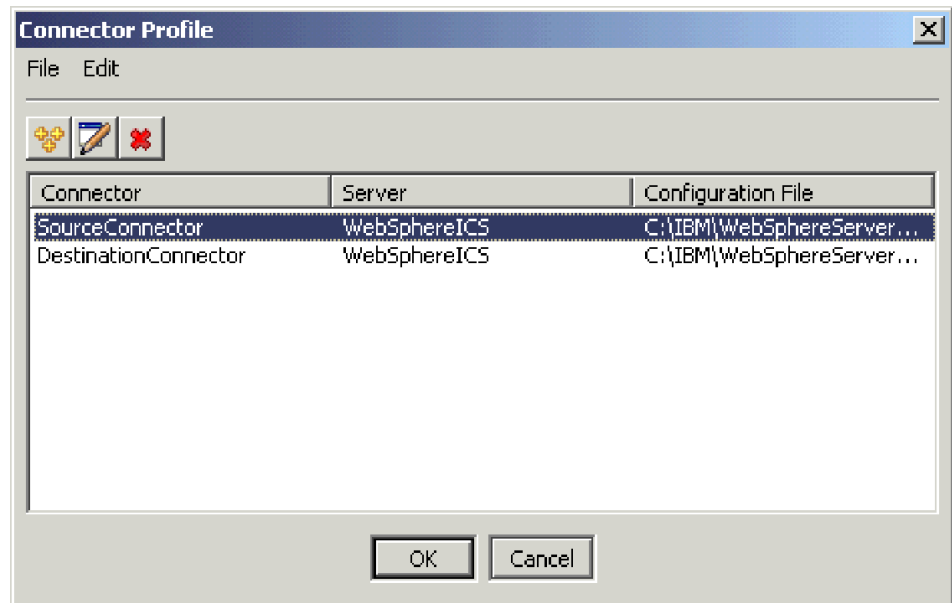 Connector Profile
File Edit
Connector Server Configuration File
SourceConnector WebSphereICS C:\IBM\WebSphereServer...
DestinationConnector WebSphereICS C:\IBM\WebSphereServer...
OK Cancel